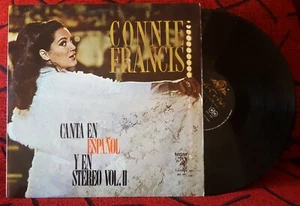 CONNIE
FRANCIS
CANTA EN
ESPAÑOL
Y EN
STEREO VOL. II